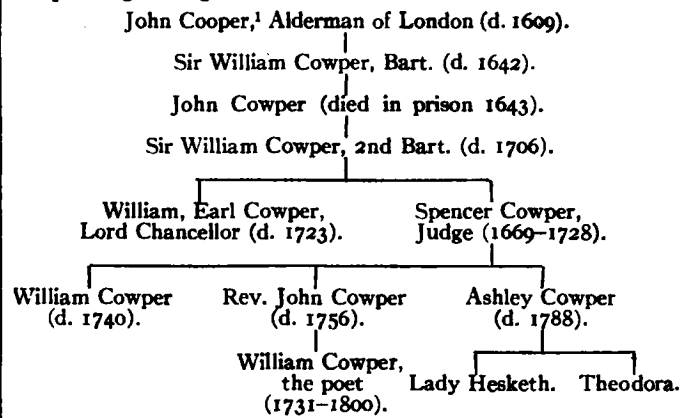 John Cooper,¹ Alderman of London (d. 1609).
Sir William Cowper, Bart. (d. 1642).
John Cowper (died in prison 1643).
Sir William Cowper, 2nd Bart. (d. 1706).
William, Earl Cowper,
Lord Chancellor (d. 1723).
Spencer Cowper,
Judge (1669–1728).
William Cowper
(d. 1740).
Rev. John Cowper
(d. 1756).
Ashley Cowper
(d. 1788).
William Cowper,
the poet
(1731–1800).
Lady Hesketh.
Theodora.